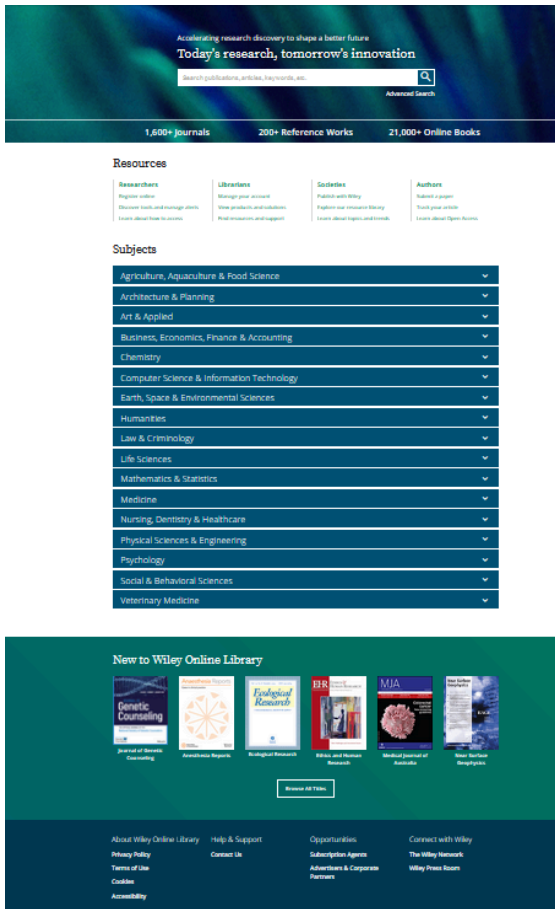 Accelerating research discovery to shape a better future
Today's research, tomorrow's innovation
Search publications, articles, keywords, etc.
Advanced Search
1,600+ Journals
200+ Reference Works
21,000+ Online Books
Resources
Researchers
Register online
Discover tools and manage alerts
Learn about how to access
Librarians
Manage your account
View products and solutions
Find resources and support
Societies
Publish with Wiley
Explore our resource library
Learn about topics and trends
Authors
Submit a paper
Track your article
Learn about Open Access
Subjects
Agriculture, Aquaculture & Food Science
Architecture & Planning
Art & Applied
Business, Economics, Finance & Accounting
Chemistry
Computer Science & Information Technology
Earth, Space & Environmental Sciences
Humanities
Law & Criminology
Life Sciences
Mathematics & Statistics
Medicine
Nursing, Dentistry & Healthcare
Physical Sciences & Engineering
Psychology
Social & Behavioral Sciences
Veterinary Medicine
New to Wiley Online Library
Genetic
Counseling
Anaesthesia Reports
Ecological
Research
EHR
MJA
Near Surface
Geophysics
Journal of Genetic
Counseling
Anesthesia Reports
Ecological Research
Ethics and Human
Research
Medical Journal of
Australia
Near Surface
Geophysics
Browse All Titles
About Wiley Online Library
Privacy Policy
Terms of Use
Cookies
Accessibility
Help & Support
Contact Us
Opportunities
Subscription Agents
Advertisers & Corporate
Partners
Connect with Wiley
The Wiley Network
Wiley Press Room